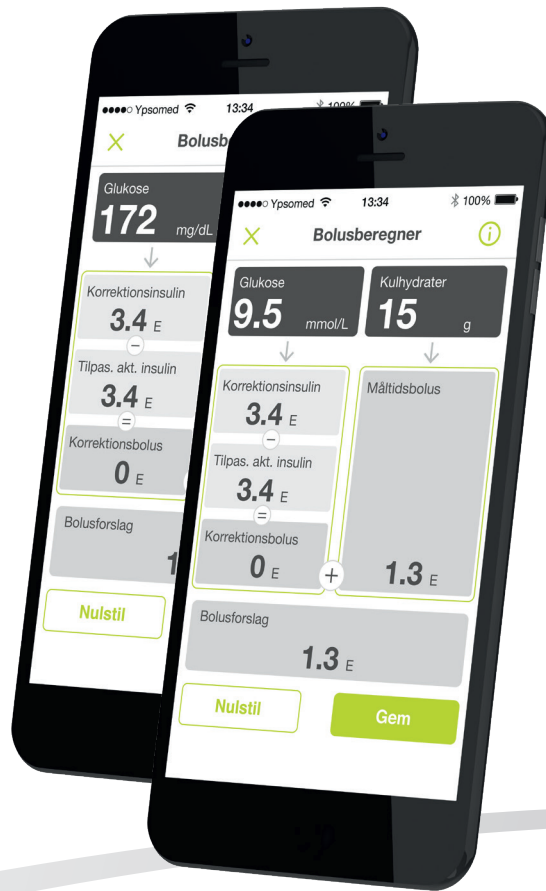 Ypsomed 13:34 100%
Bolusb
Glukose
172 mg/dL
Korrektionsinsulin
3.4 E
−
Tilpas. akt. insulin
3.4 E
=
Korrektionsbolus
0 E
Bolusforslag
1
Nulstil
Ypsomed 13:34 100%
Bolusberegner
Glukose
9.5 mmol/L
Kulhydrater
15 g
Korrektionsinsulin
3.4 E
−
Tilpas. akt. insulin
3.4 E
=
Korrektionsbolus
0 E
+
Måltidsbolus
1.3 E
Bolusforslag
1.3 E
Nulstil
Gem